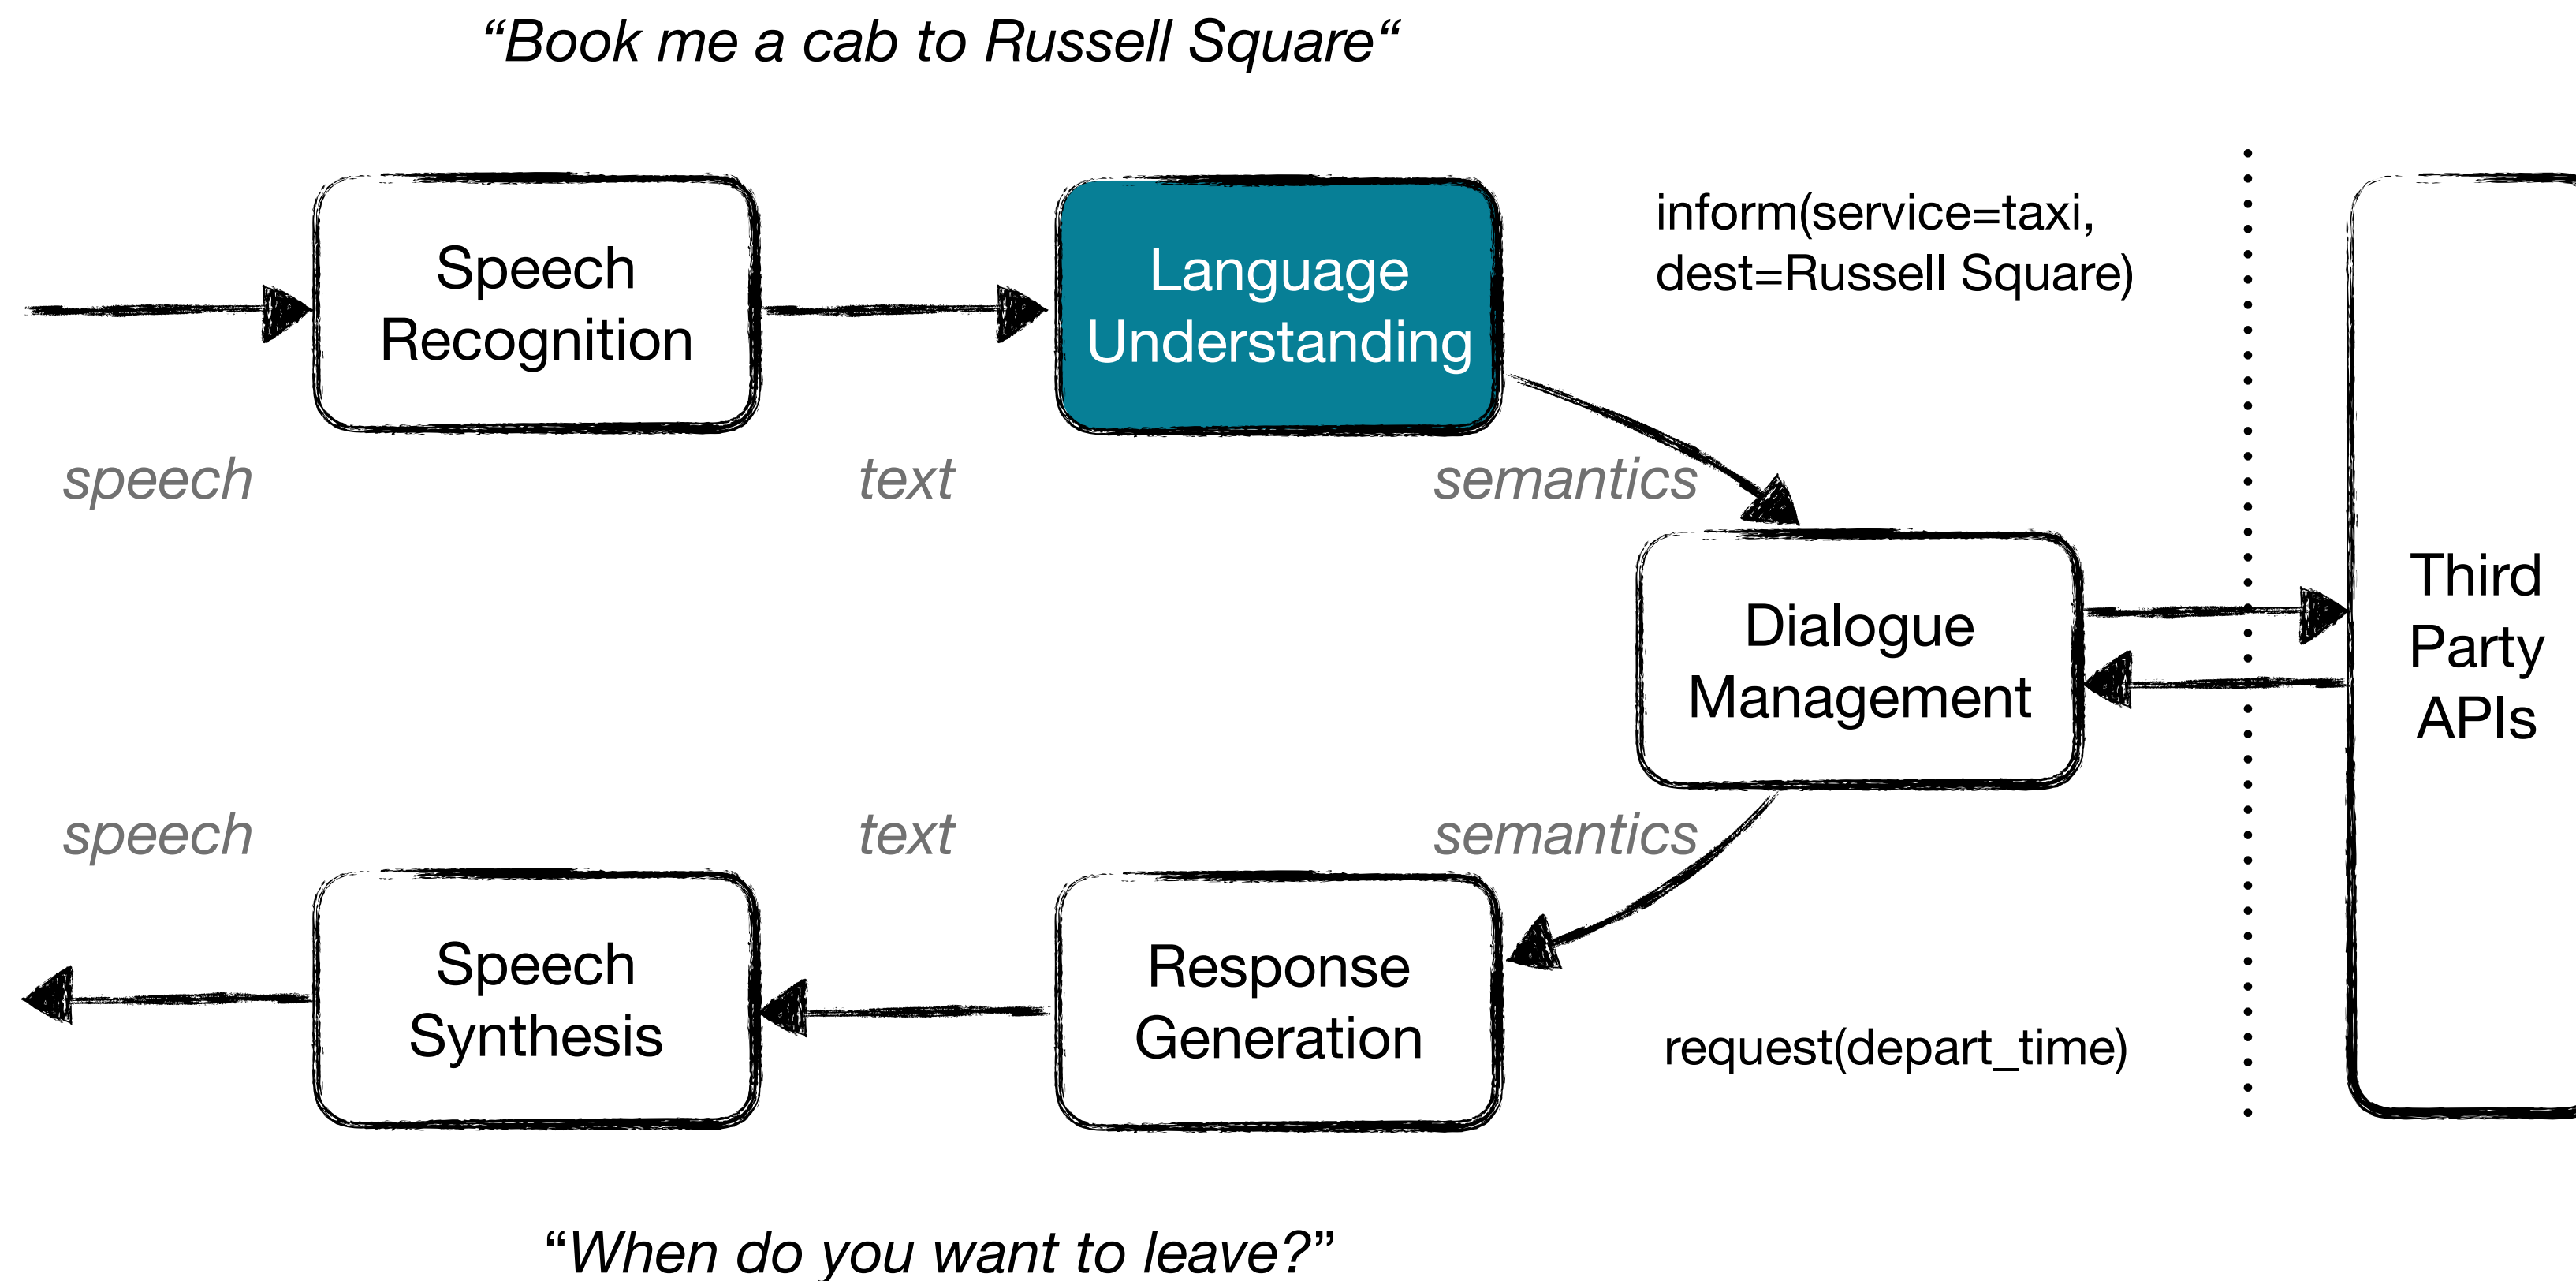 “Book me a cab to Russell Square“
Speech
Recognition
Language
Understanding
inform(service=taxi,
dest=Russell Square)
speech
text
semantics
Dialogue
Management
Third
Party
APIs
speech
text
semantics
Speech
Synthesis
Response
Generation
request(depart_time)
“When do you want to leave?”